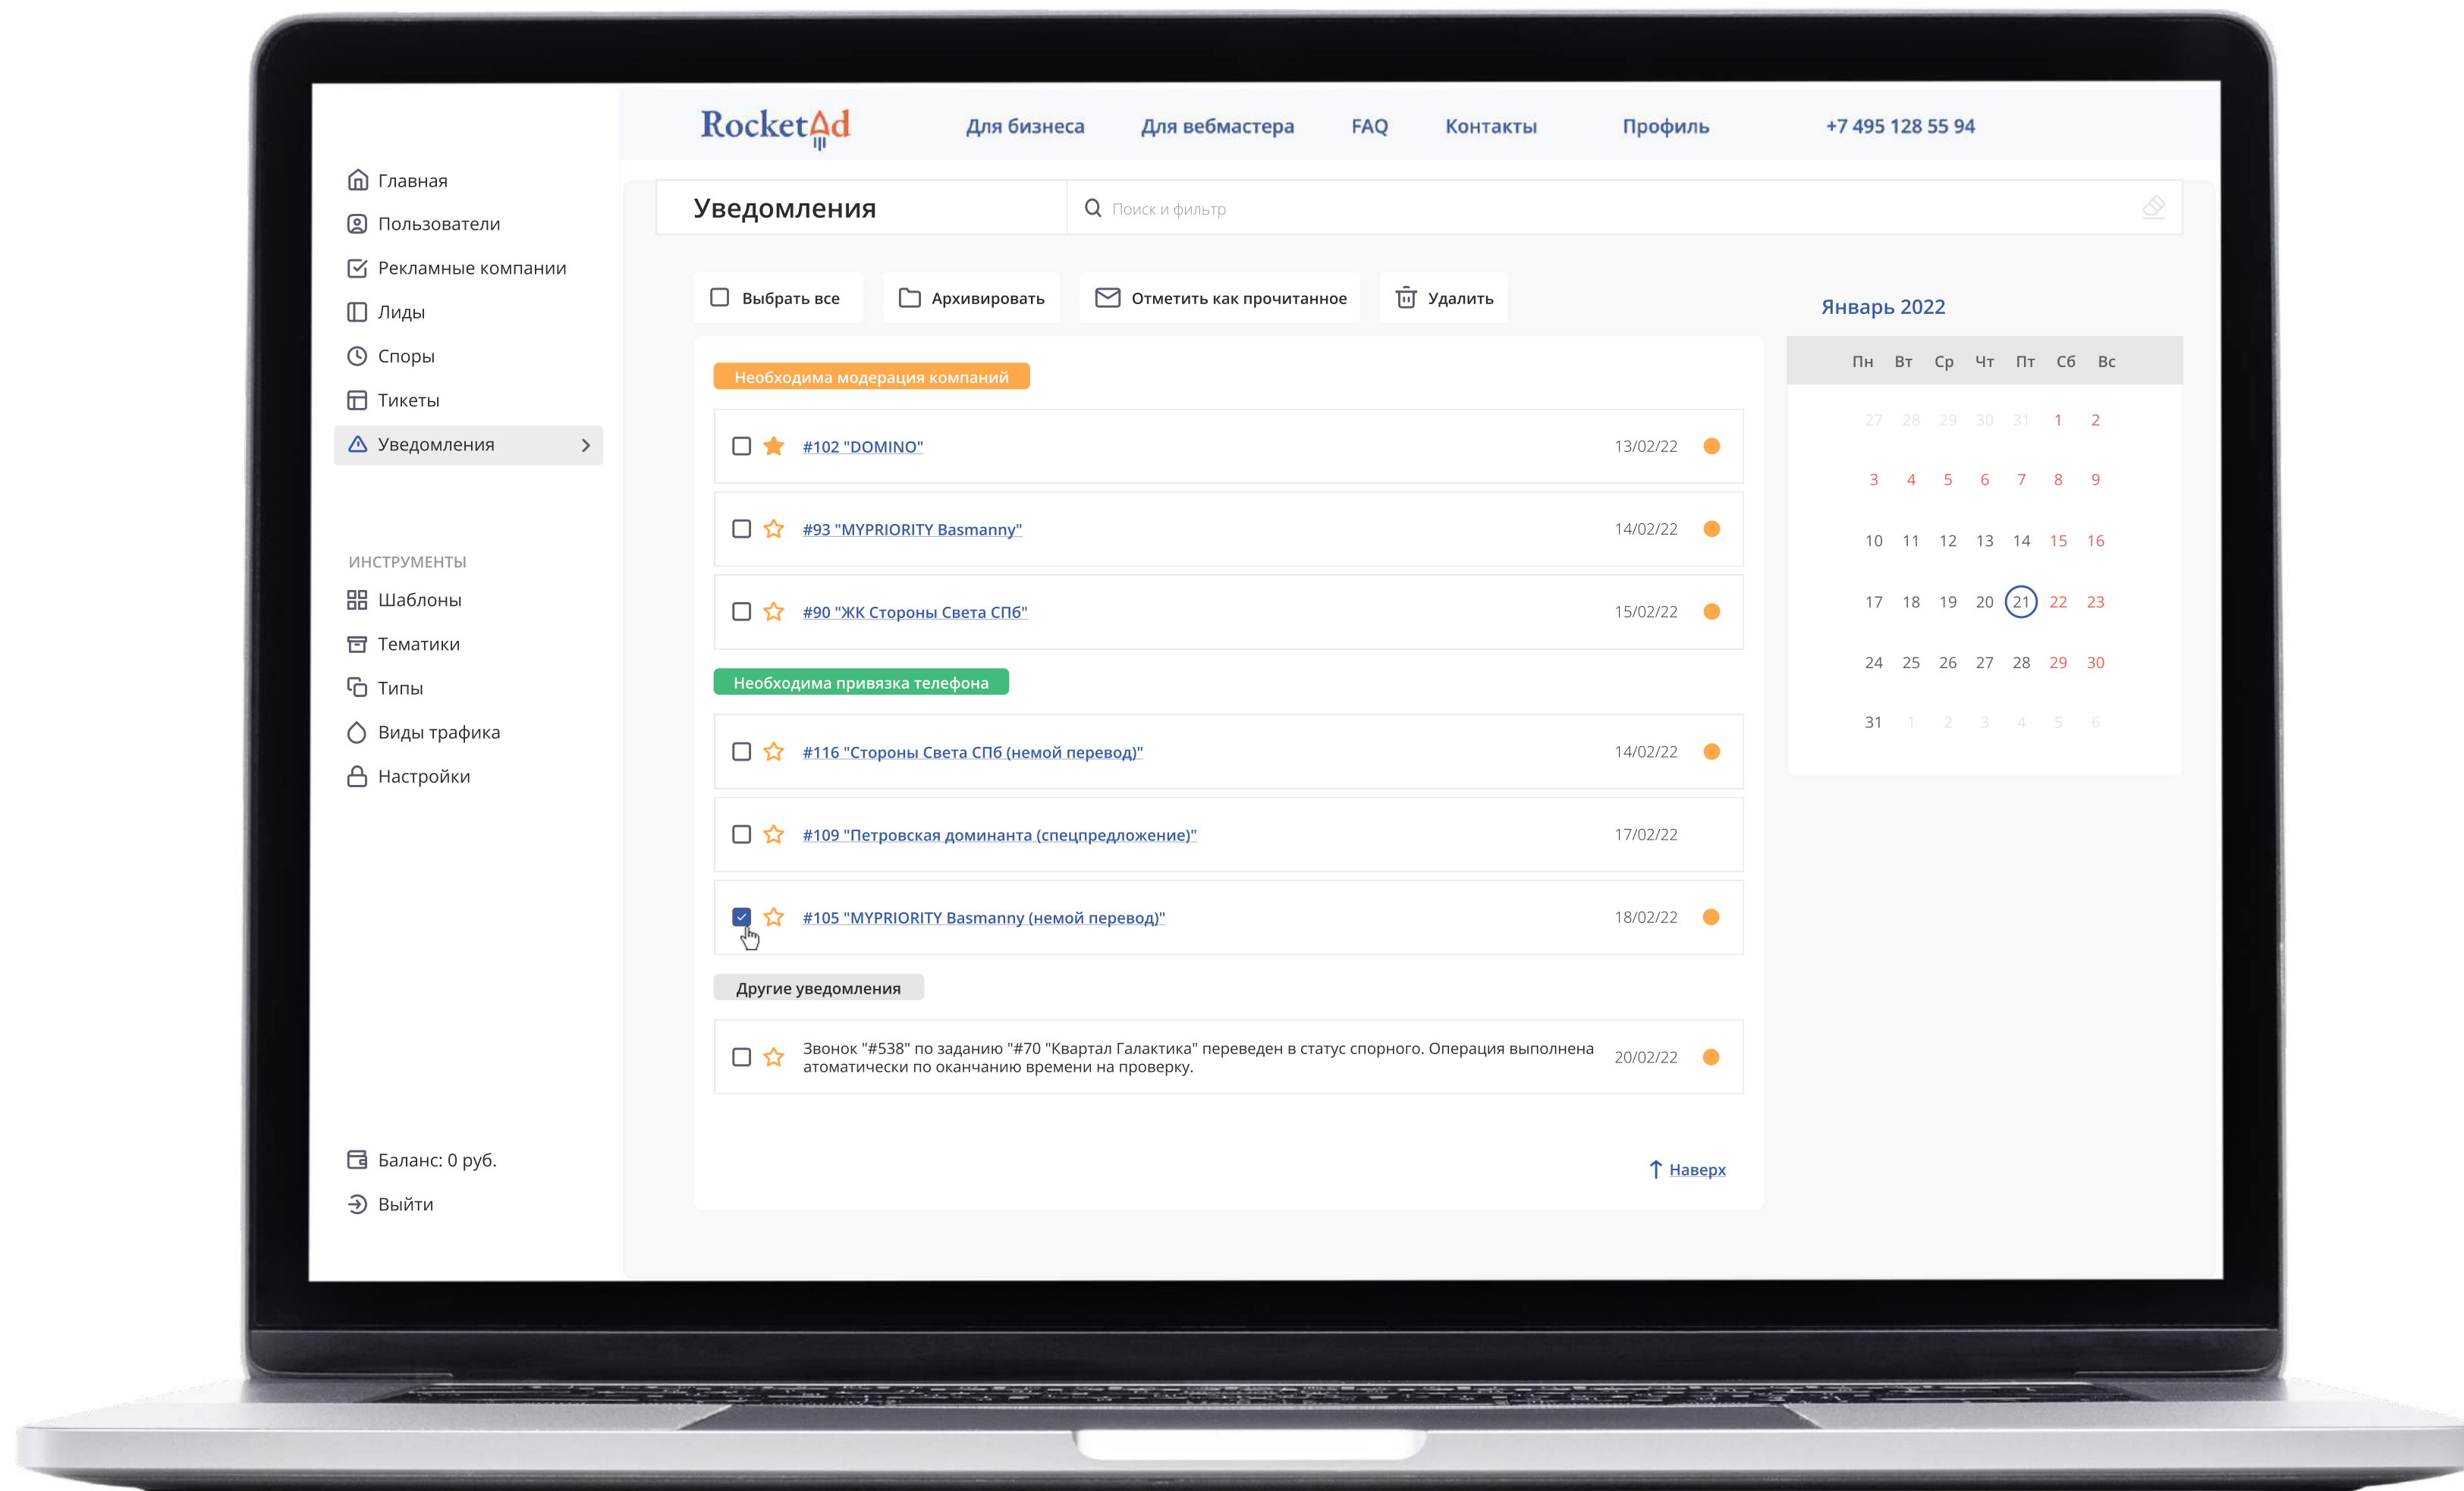 RocketAd
Для бизнеса
Для вебмастера
FAQ
Контакты
Профиль
+7 495 128 55 94
Главная
Пользователи
Рекламные компании
Лиды
Споры
Тикеты
Уведомления
ИНСТРУМЕНТЫ
Шаблоны
Тематики
Типы
Виды трафика
Настройки
Баланс: 0 руб.
Выйти
Уведомления
Поиск и фильтр
Выбрать все
Архивировать
Отметить как прочитанное
Удалить
Необходима модерация компаний
#102 "DOMINO" 13/02/22
#93 "MYPRIORITY Basmanny" 14/02/22
#90 "ЖК Стороны Света СПб" 15/02/22
Необходима привязка телефона
#116 "Стороны Света СПб (немой перевод)" 14/02/22
#109 "Петровская доминанта (спецпредложение)" 17/02/22
#105 "MYPRIORITY Basmanny (немой перевод)" 18/02/22
Другие уведомления
Звонок "#538" по заданию "#70 "Квартал Галактика" переведен в статус спорного. Операция выполнена
атоматически по оканчанию времени на проверку.
20/02/22
Наверх
Январь 2022
Пн Вт Ср Чт Пт Сб Вс
27 28 29 30 31 1 2
3 4 5 6 7 8 9
10 11 12 13 14 15 16
17 18 19 20 21 22 23
24 25 26 27 28 29 30
31 1 2 3 4 5 6